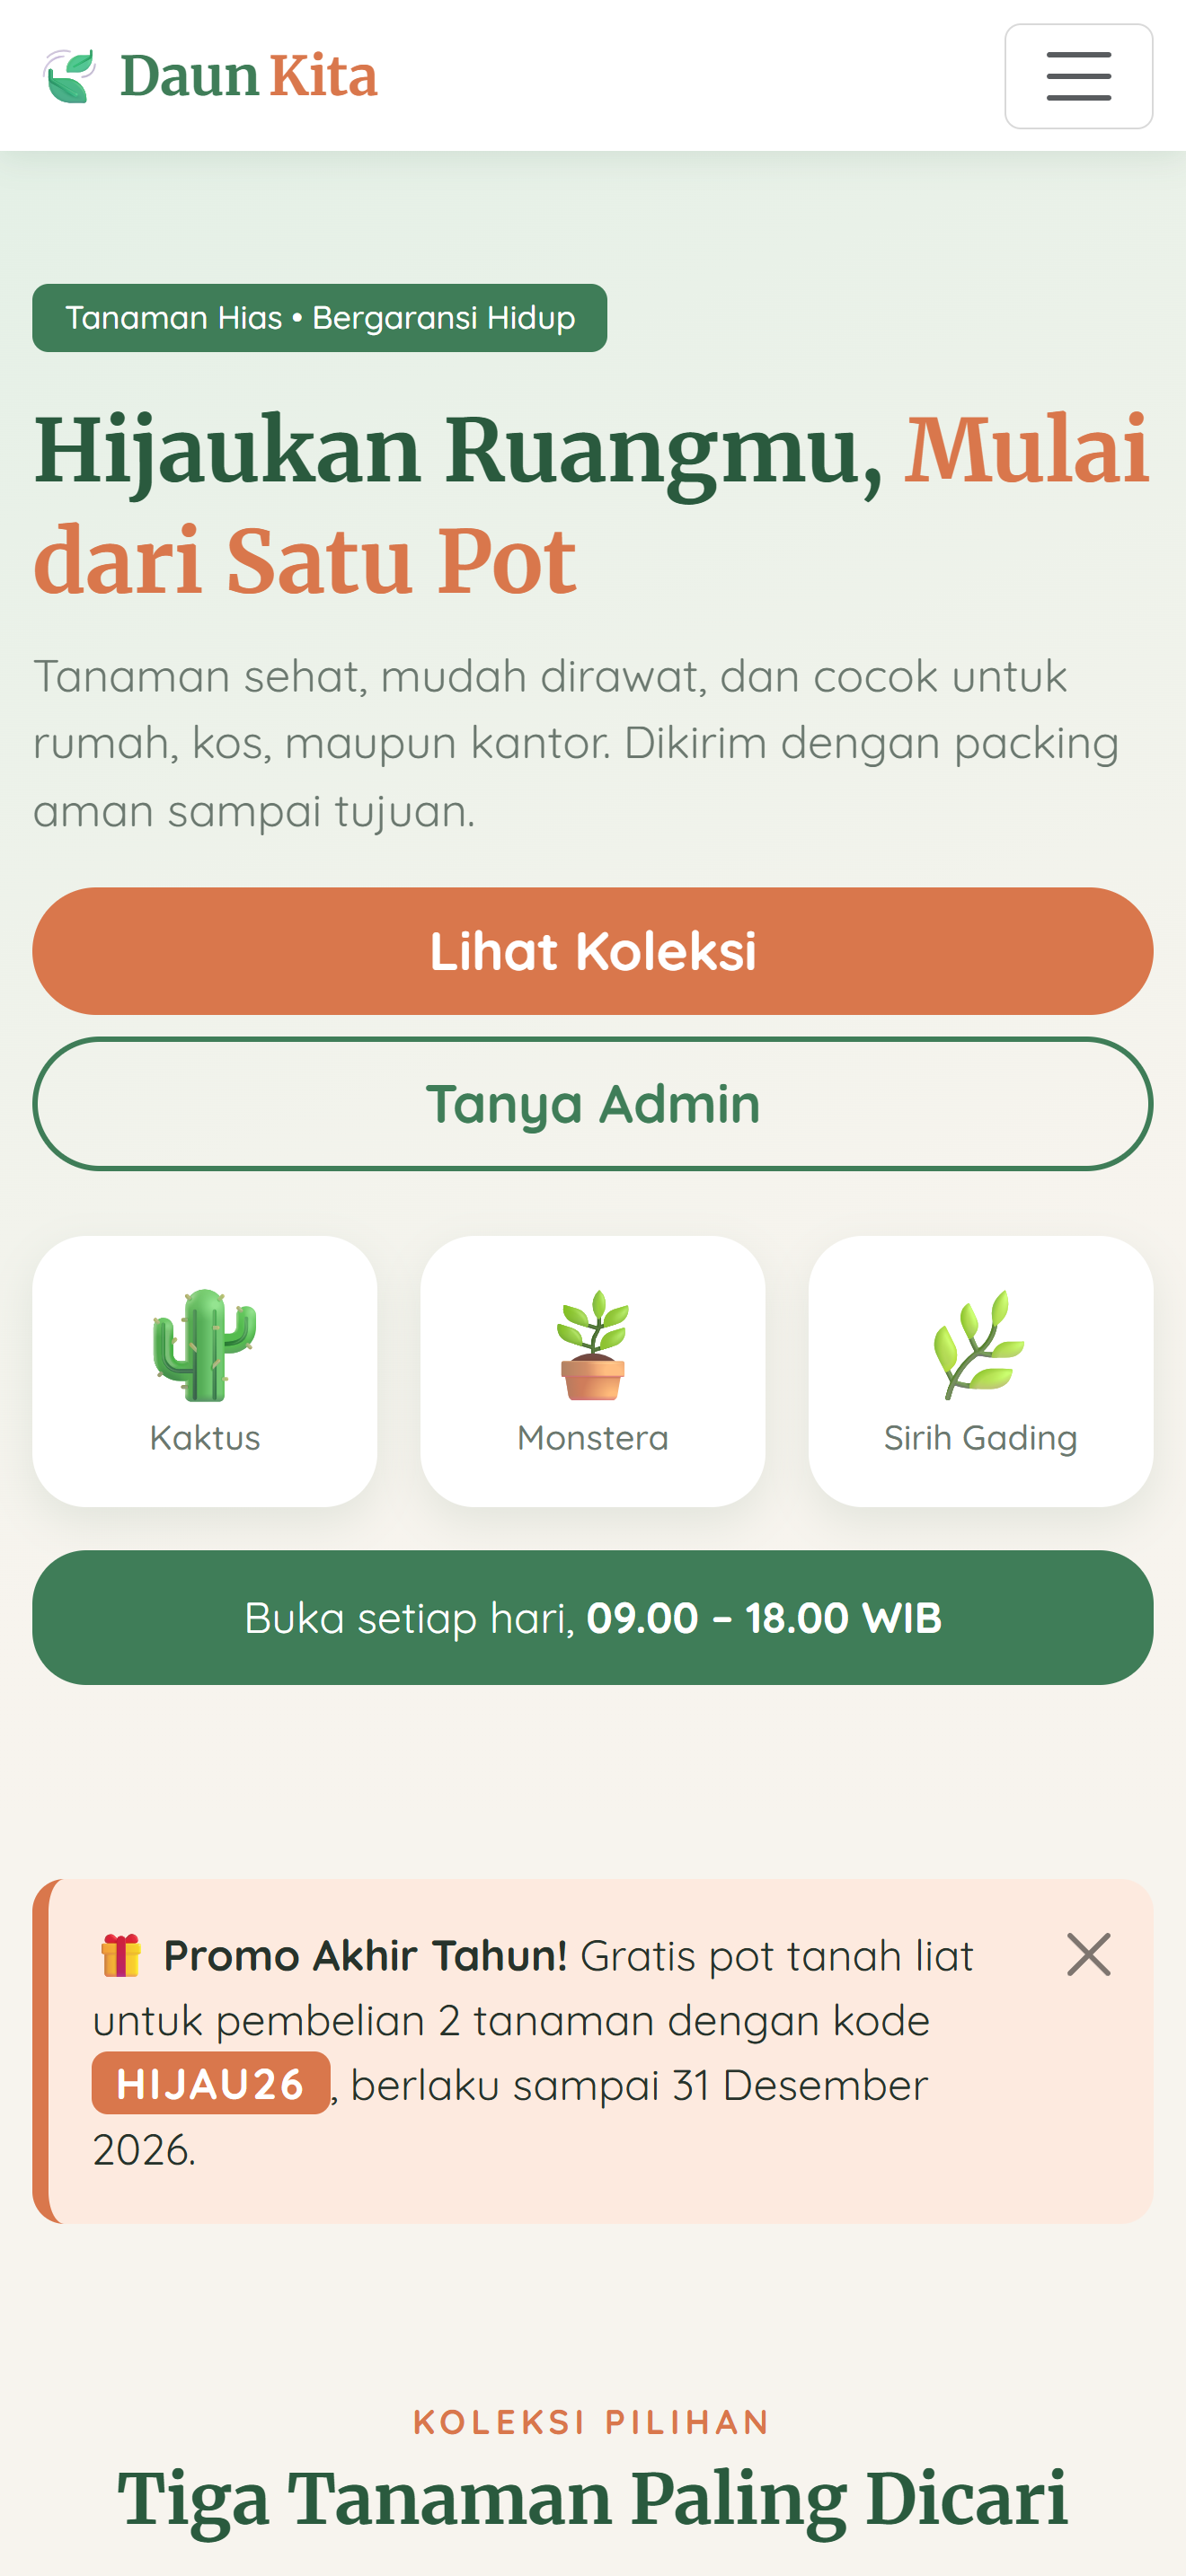 Daun Kita
Tanaman Hias • Bergaransi Hidup
Hijaukan Ruangmu, Mulai
dari Satu Pot
Tanaman sehat, mudah dirawat, dan cocok untuk
rumah, kos, maupun kantor. Dikirim dengan packing
aman sampai tujuan.
Lihat Koleksi
Tanya Admin
Kaktus
Monstera
Sirih Gading
Buka setiap hari, 09.00 – 18.00 WIB
Promo Akhir Tahun! Gratis pot tanah liat
untuk pembelian 2 tanaman dengan kode
HIJAU26, berlaku sampai 31 Desember
2026.
KOLEKSI PILIHAN
Tiga Tanaman Paling Dicari